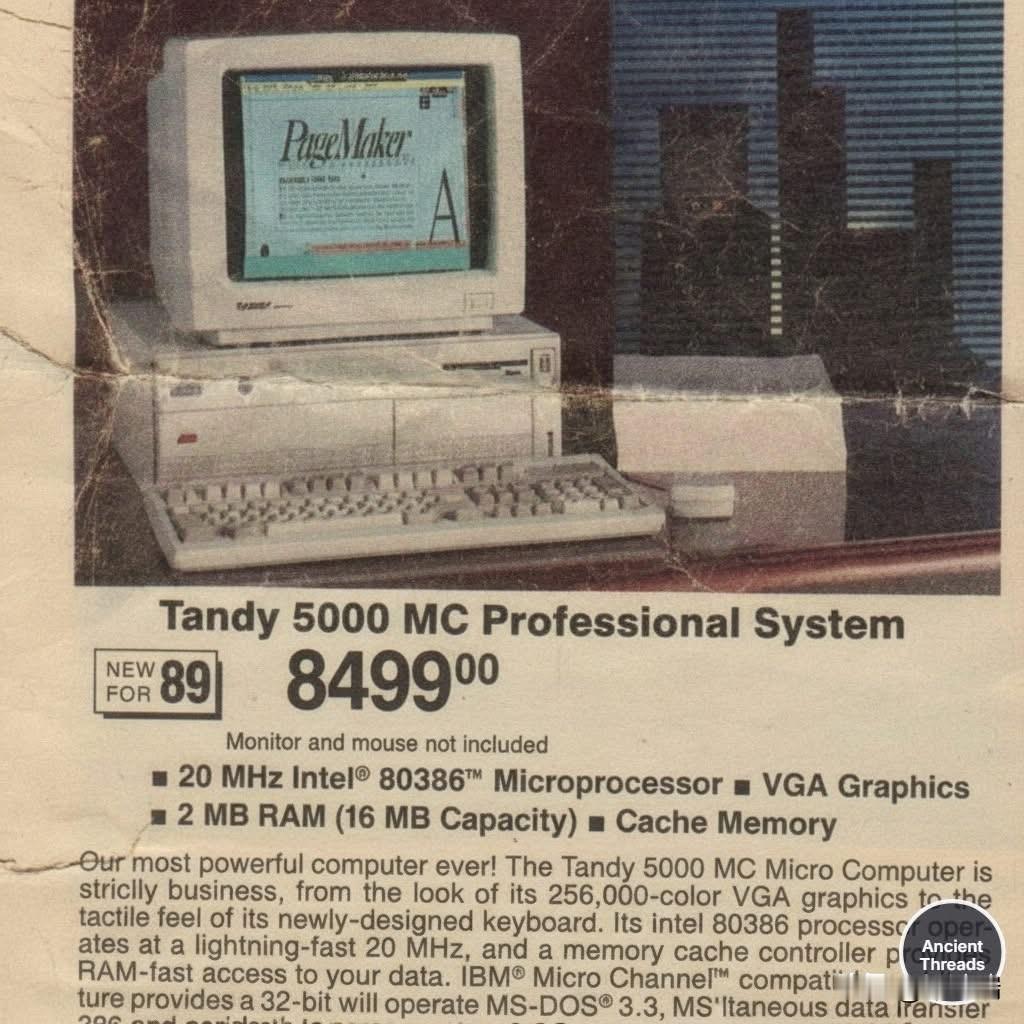 PageMaker
A
Tandy 5000 MC Professional System
NEW FOR 89
8499⁰⁰
Monitor and mouse not included
■ 20 MHz Intel® 80386™ Microprocessor ■ VGA Graphics
■ 2 MB RAM (16 MB Capacity) ■ Cache Memory
Our most powerful computer ever! The Tandy 5000 MC Micro Computer is
striclly business, from the look of its 256,000-color VGA graphics to the
tactile feel of its newly-designed keyboard. Its intel 80386 processor oper-
ates at a lightning-fast 20 MHz, and a memory cache controller
RAM-fast access to your data. IBM® Micro Channel™
ture provides a 32-bit will operate MS-DOS® 3.3, MS'ltaneous data
Ancient
Threads